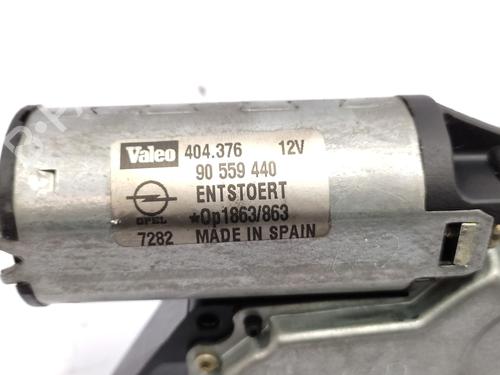 Valeo 404.376 12V
90 559 440
ENTSTOERT
OPEL *Op1863/863
7282 MADE IN SPAIN